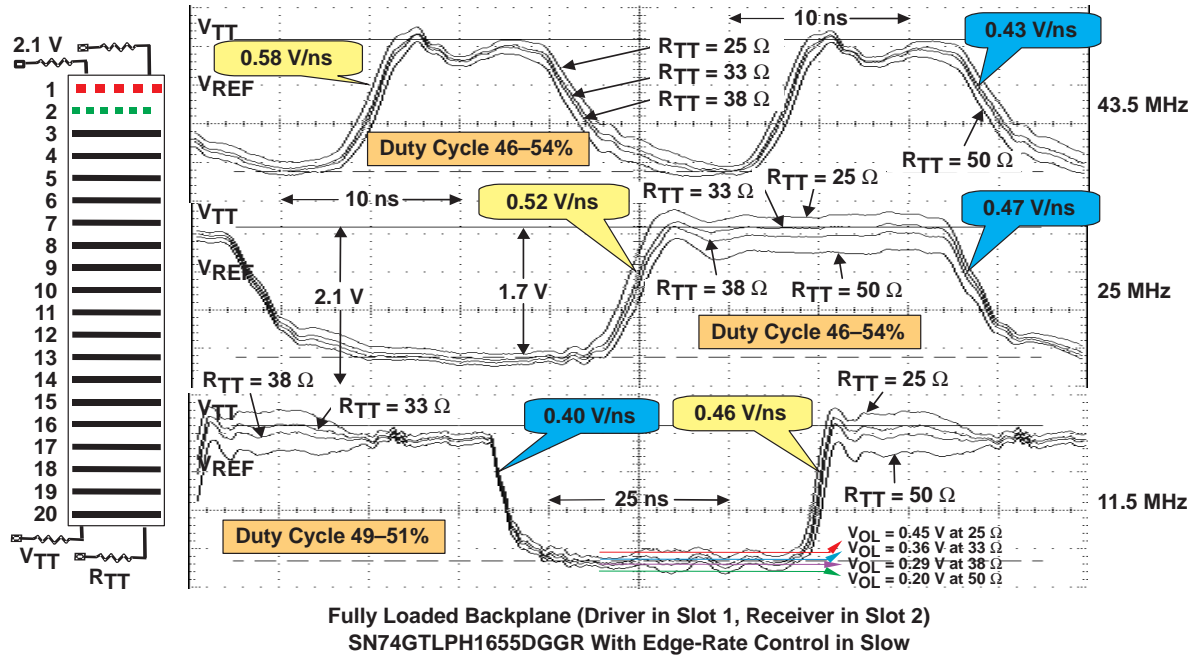 2.1 V
1
2
3
4
5
6
7
8
9
10
11
12
13
14
15
16
17
18
19
20
VTT
RTT
VTT
VREF
0.58 V/ns
10 ns
0.43 V/ns
RTT = 25 Ω
RTT = 33 Ω
RTT = 38 Ω
RTT = 50 Ω
Duty Cycle 46–54%
43.5 MHz
VTT
VREF
10 ns
0.52 V/ns
RTT = 33 Ω
RTT = 25 Ω
0.47 V/ns
2.1 V
1.7 V
RTT = 38 Ω
RTT = 50 Ω
Duty Cycle 46–54%
25 MHz
RTT = 38 Ω
RTT = 33 Ω
VTT
VREF
0.40 V/ns
0.46 V/ns
RTT = 25 Ω
25 ns
RTT = 50 Ω
11.5 MHz
Duty Cycle 49–51%
VOL = 0.45 V at 25 Ω
VOL = 0.36 V at 33 Ω
VOL = 0.29 V at 38 Ω
VOL = 0.20 V at 50 Ω
Fully Loaded Backplane (Driver in Slot 1, Receiver in Slot 2)
SN74GTLPH1655DGGR With Edge-Rate Control in Slow